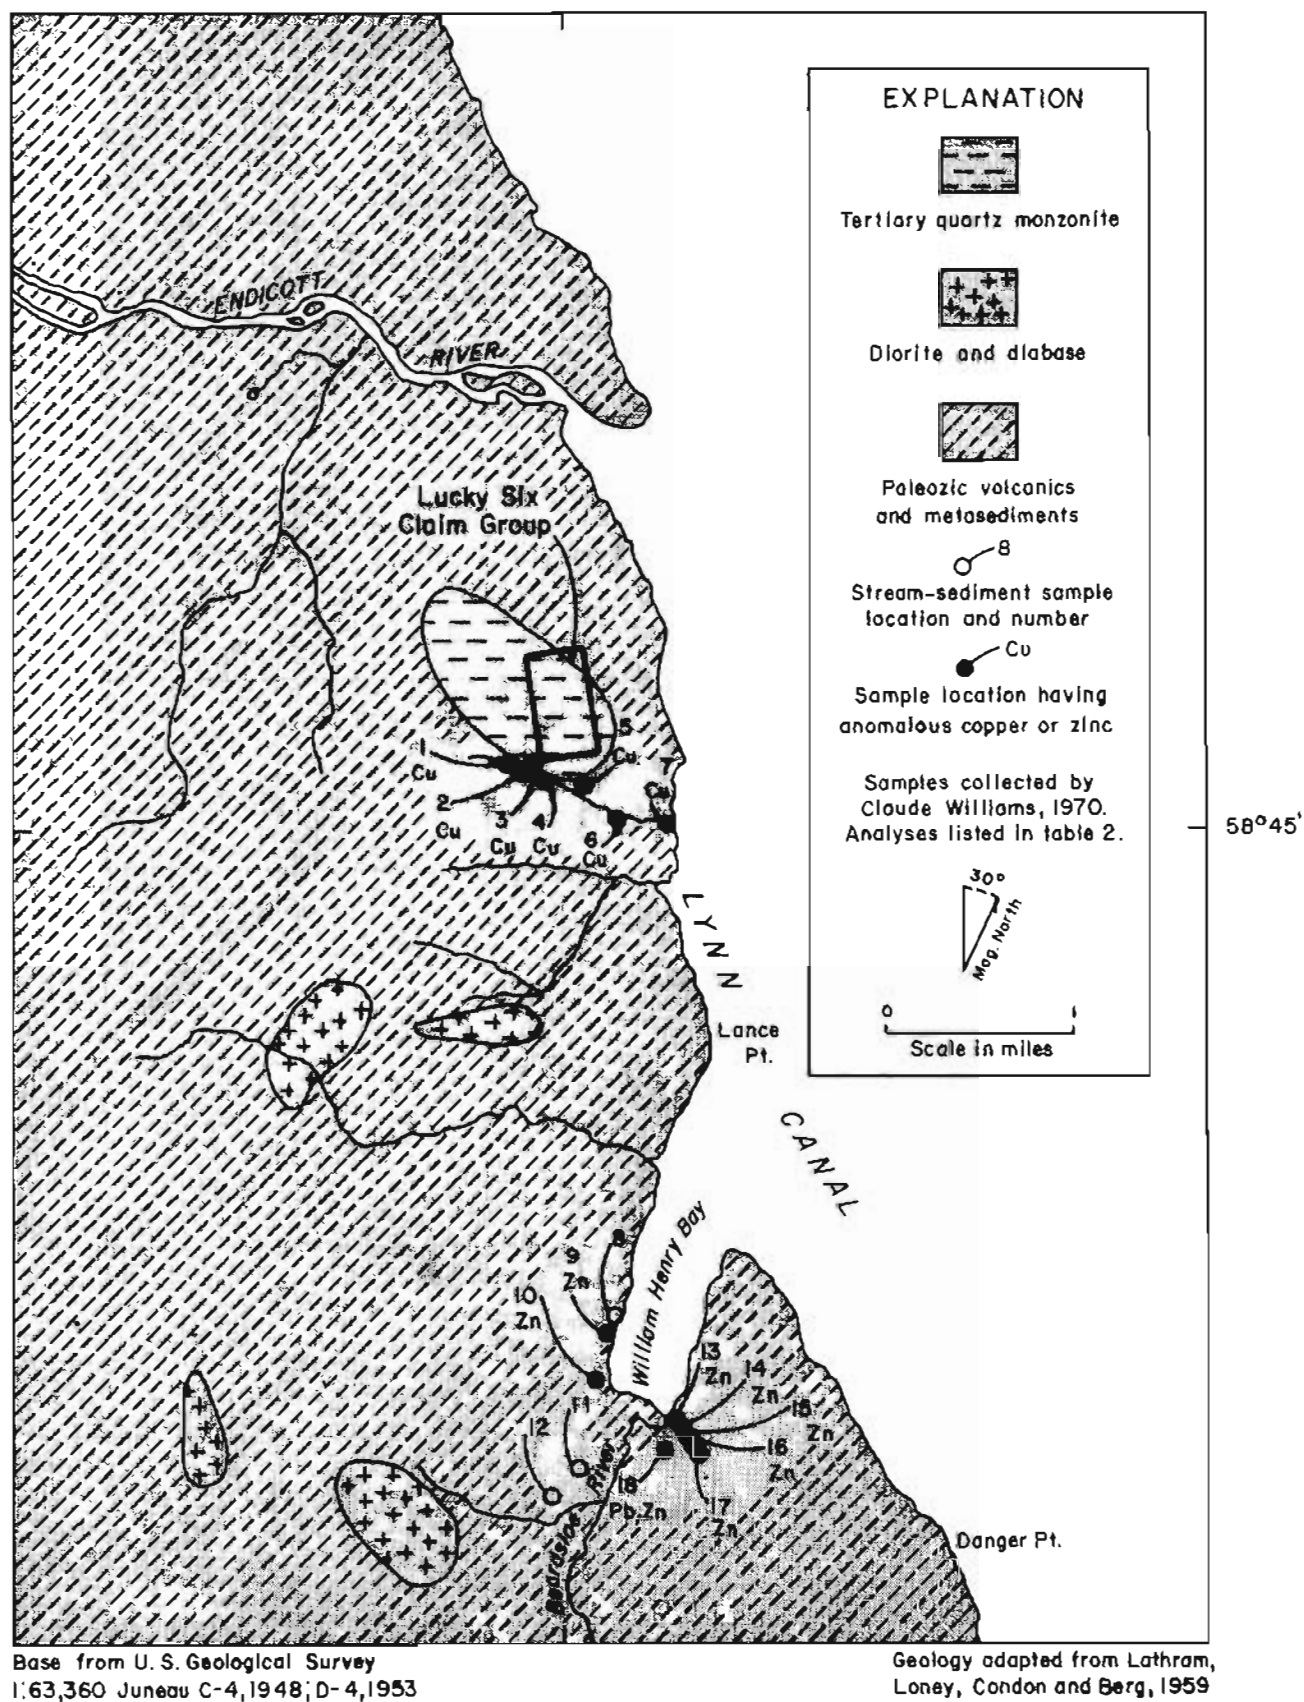 EXPLANATION
Tertiary quartz monzonite
Diorite and diabase
Paleozic volcanics
and metasediments
8
Stream-sediment sample
location and number
Cu
Sample location having
anomalous copper or zinc
Samples collected by
Claude Williams, 1970.
Analyses listed in table 2.
30°
Mag. North
0 1
Scale in miles
58°45'
ENDICOTT
RIVER
Lucky Six
Claim Group
1
Cu
2
Cu
3
Cu
4
Cu
5
Cu
6
Cu
7
Cu
LYNN
CANAL
Lance
Pt.
William Henry Bay
8
9
Zn
10
Zn
11
12
13
Zn
14
Zn
15
Zn
16
Zn
17
Zn
18
Pb, Zn
River
Danger Pt.
Base from U. S. Geological Survey
1:63,360 Juneau C-4, 1948; D-4, 1953
Geology adapted from Lathram,
Loney, Condon and Berg, 1959